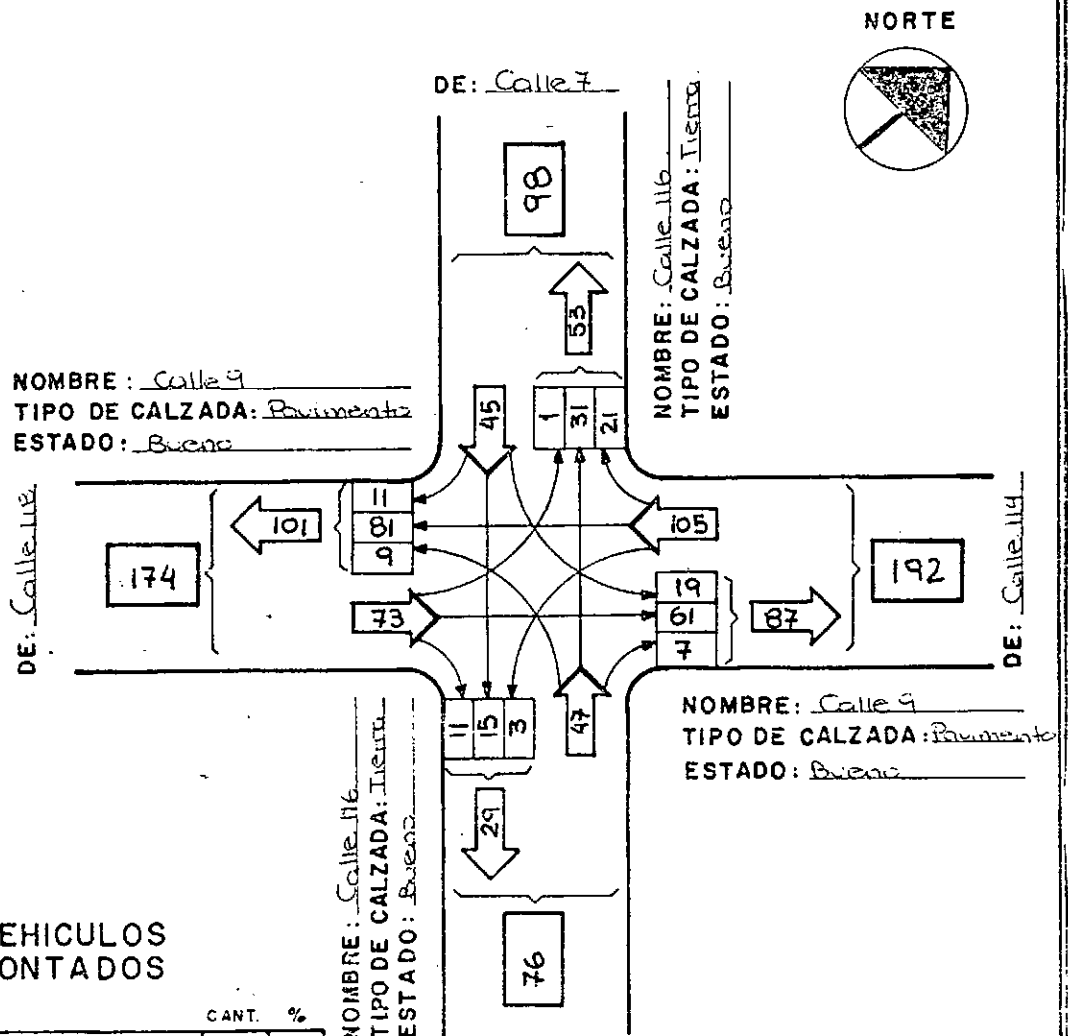 NORTE
DE: Calle 7
98
NOMBRE: Calle 116
TIPO DE CALZADA: Tierra
ESTADO: Bueno
53
NOMBRE: Calle 9
TIPO DE CALZADA: Pavimento
ESTADO: Bueno
45
1 31 21
DE: Calle 118
174
101
11
81
9
105
73
19
61
7
87
192
DE: Calle 114
11 15 3
47
NOMBRE: Calle 9
TIPO DE CALZADA: Pavimento
ESTADO: Bueno
29
NOMBRE: Calle 116
TIPO DE CALZADA: Tierra
ESTADO: Bueno
76
EHICULOS
ONTADOS
CANT. %